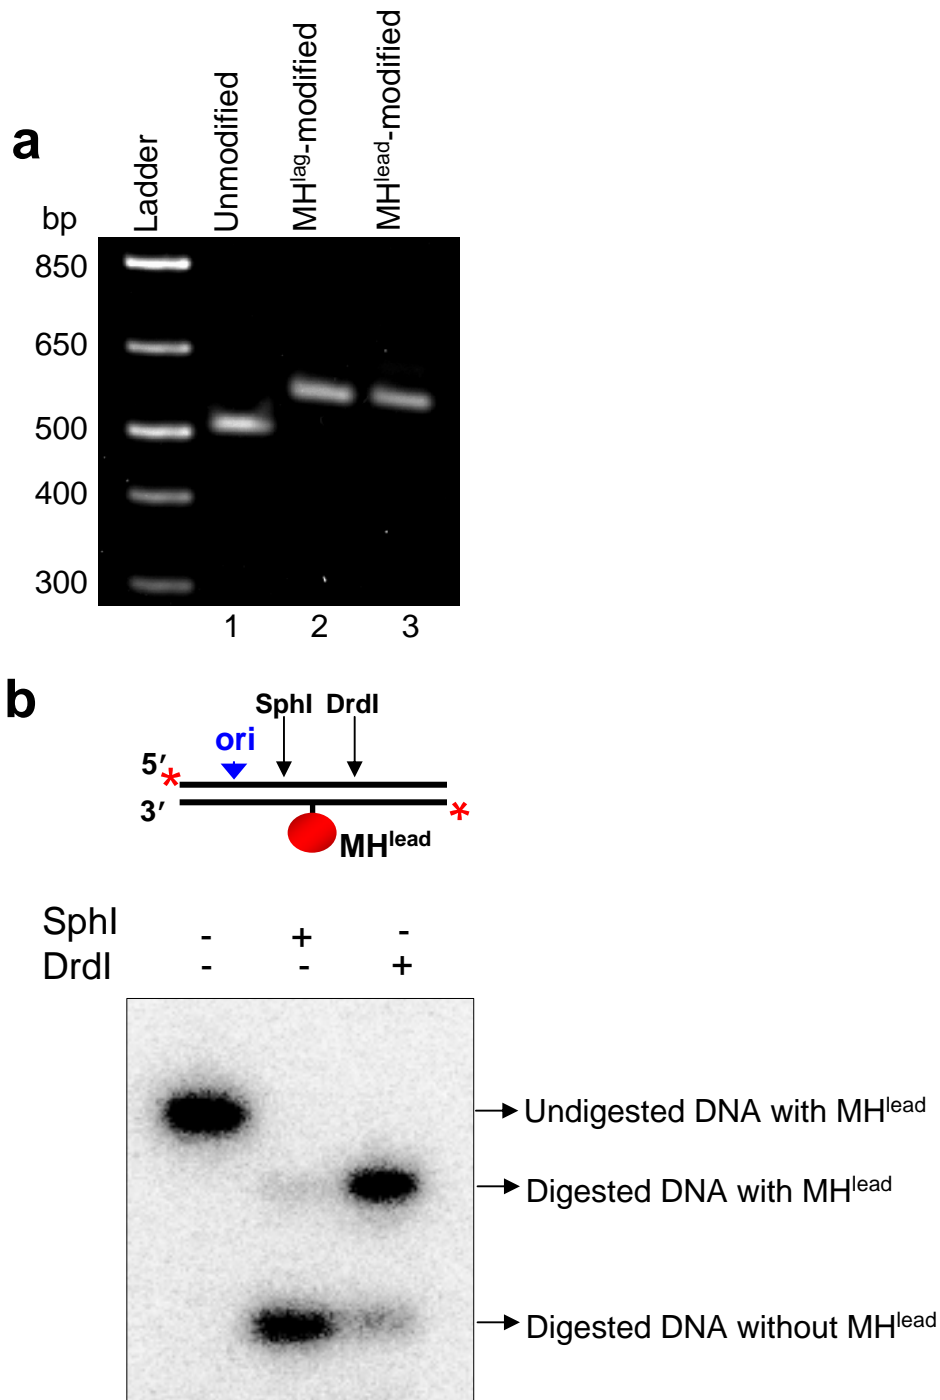 a
bp
Ladder
Unmodified
MHlag-modified
MHlead-modified
850
650
500
400
300
1 2 3
b
SphI DrdI
ori
5′ *
3′ *
MHlead
SphI - + -
DrdI - - +
Undigested DNA with MHlead
Digested DNA with MHlead
Digested DNA without MHlead